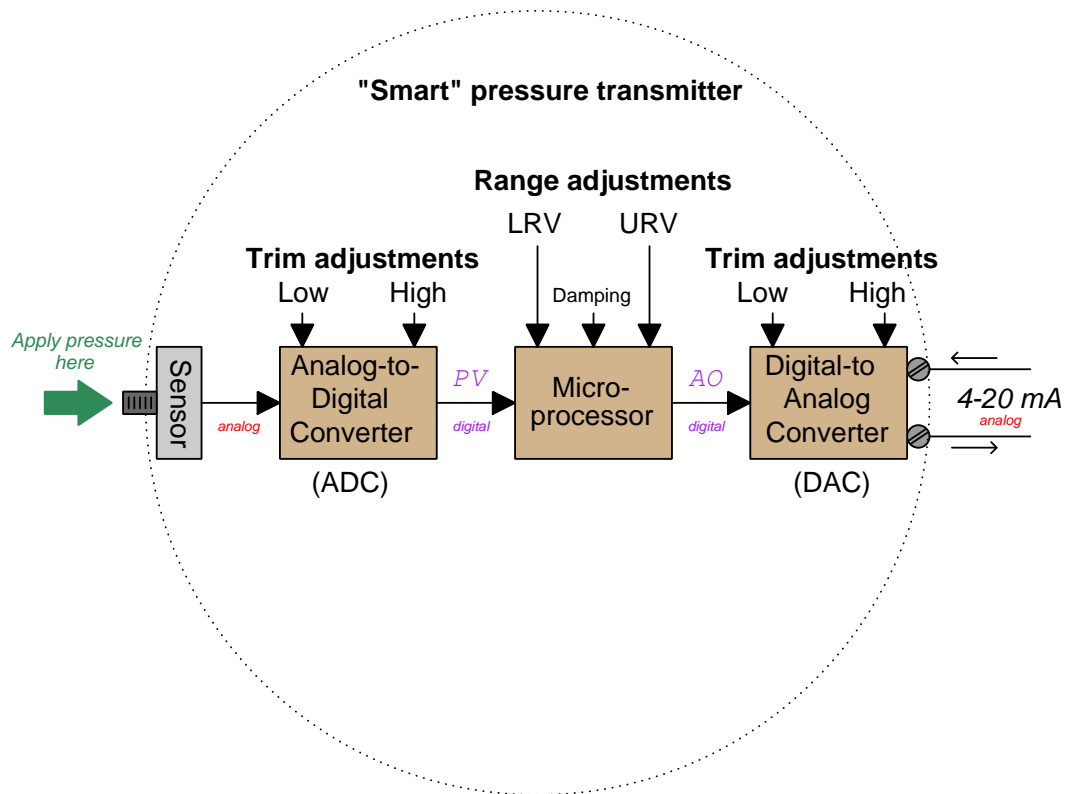 "Smart" pressure transmitter
Range adjustments
LRV
URV
Trim adjustments
Low
High
Damping
Trim adjustments
Low
High
Apply pressure
here
Sensor
analog
Analog-to-
Digital
Converter
(ADC)
PV
digital
Micro-
processor
AO
digital
Digital-to
Analog
Converter
(DAC)
4-20 mA
analog